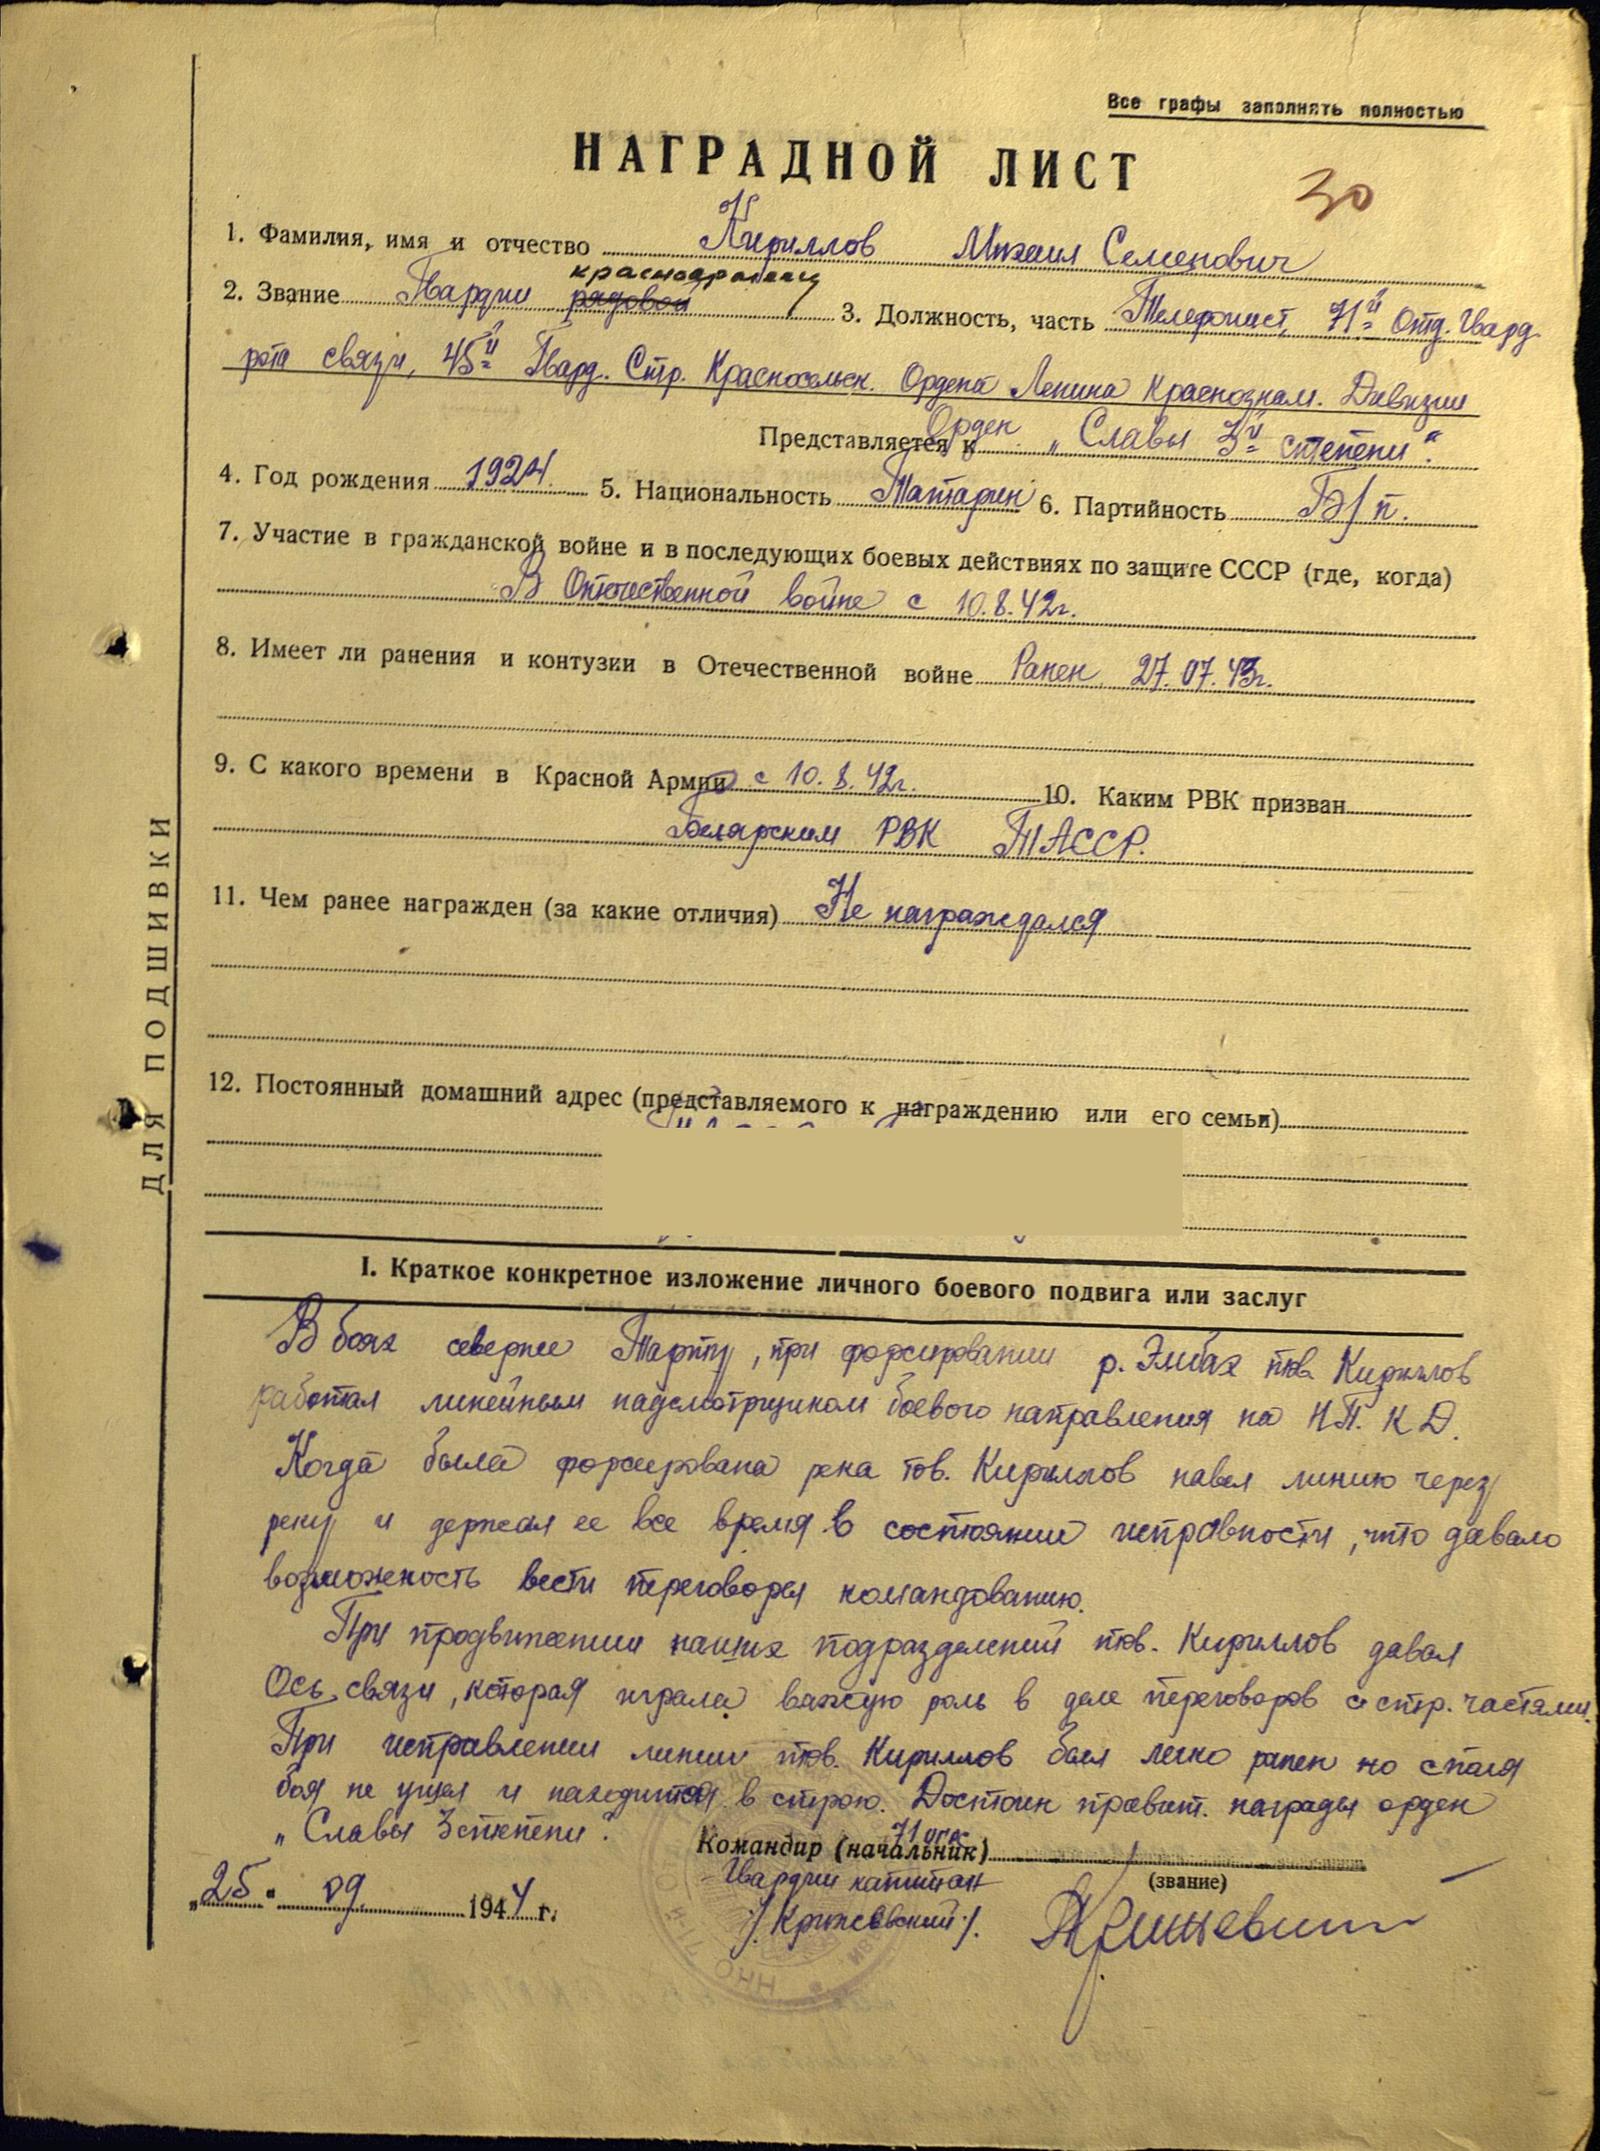 Все графы заполнять полностью
НАГРАДНОЙ ЛИСТ
30
1. Фамилия, имя и отчество Кириллов Михаил Семенович
красноармеец
2. Звание Гвардии рядовой 3. Должность, часть Телефонист, 71й Отд. Гвард.
рота связи, 45й Гвард. Стр. Красносельск. Ордена Ленина Краснознам. Дивизии
Представляется к Орден „Славы 3й степени“.
4. Год рождения 1924. 5. Национальность Татарин 6. Партийность Б/п.
7. Участие в гражданской войне и в последующих боевых действиях по защите СССР (где, когда)
В Отечественной войне с 10.8.42г.
8. Имеет ли ранения и контузии в Отечественной войне Ранен 27.07.43г.
9. С какого времени в Красной Армии с 10.8.42г. 10. Каким РВК призван
РВК ТАССР.
11. Чем ранее награжден (за какие отличия) Не награждался
12. Постоянный домашний адрес (представляемого к награждению или его семьи)
ДЛЯ ПОДШИВКИ
I. Краткое конкретное изложение личного боевого подвига или заслуг
В боях севернее Тарту, при форсировании р. Эмбах тов. Кириллов
работал линейным надсмотрщиком боевого направления на НП. КД.
Когда была форсирована река тов. Кириллов навел линию через
реку и держал ее все время в состоянии исправности, что давало
возможность вести переговоры командованию.
При продвижении наших подразделений тов. Кириллов давал
Ось связи, которая играла важную роль в деле переговоров с стр. частями.
При исправлении линии тов. Кириллов был легко ранен но с поля
боя не ушел и находится в строю. Достоин правит. награды орден
„Славы 3 степени“.
71 огрс
Командир (начальник)
(звание)
Гвардии капитан
/Крижевский/.
„25“ 09 1944 г.